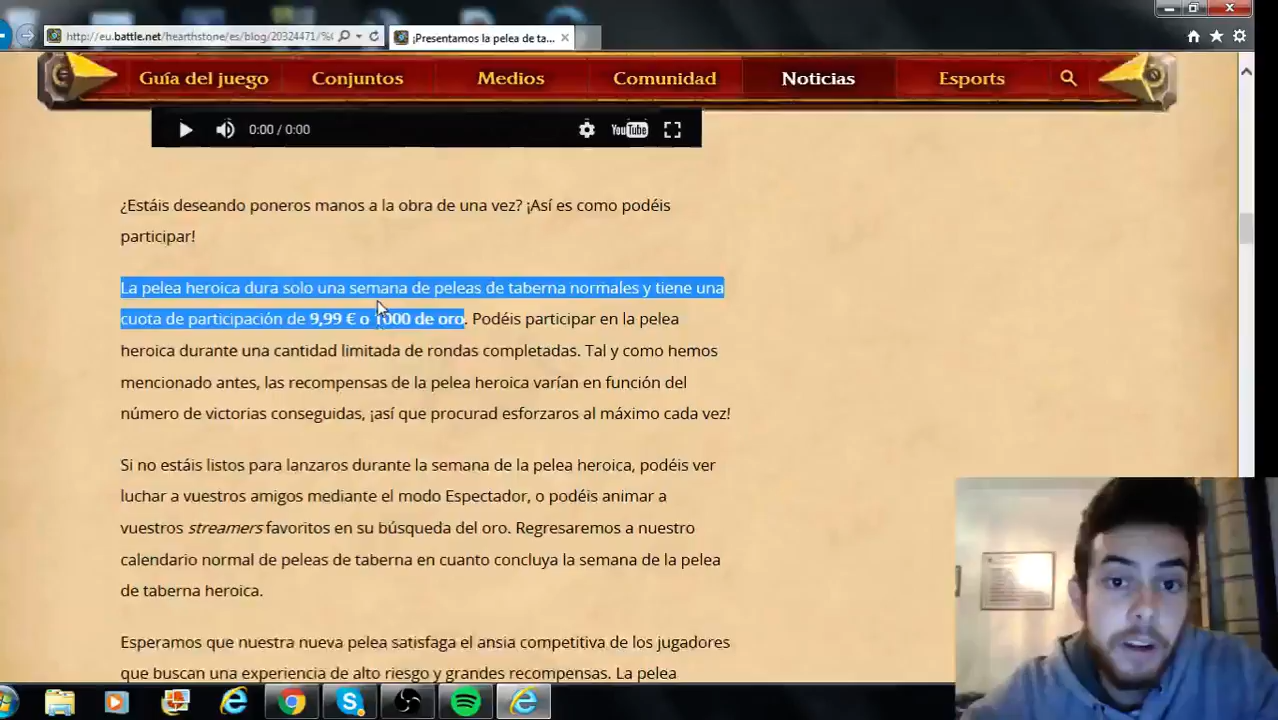 http://eu.battle.net/hearthstone/es/blog/20324471/%(
¡Presentamos la pelea de ta...
Guía del juego
Conjuntos
Medios
Comunidad
Noticias
Esports
0:00 / 0:00
YouTube
¿Estáis deseando poneros manos a la obra de una vez? ¡Así es como podéis
participar!
La pelea heroica dura solo una semana de peleas de taberna normales y tiene una
cuota de participación de 9,99 € o 1000 de oro. Podéis participar en la pelea
heroica durante una cantidad limitada de rondas completadas. Tal y como hemos
mencionado antes, las recompensas de la pelea heroica varían en función del
número de victorias conseguidas, ¡así que procurad esforzaros al máximo cada vez!
Si no estáis listos para lanzaros durante la semana de la pelea heroica, podéis ver
luchar a vuestros amigos mediante el modo Espectador, o podéis animar a
vuestros streamers favoritos en su búsqueda del oro. Regresaremos a nuestro
calendario normal de peleas de taberna en cuanto concluya la semana de la pelea
de taberna heroica.
Esperamos que nuestra nueva pelea satisfaga el ansia competitiva de los jugadores
que buscan una experiencia de alto riesgo y grandes recompensas. La pelea